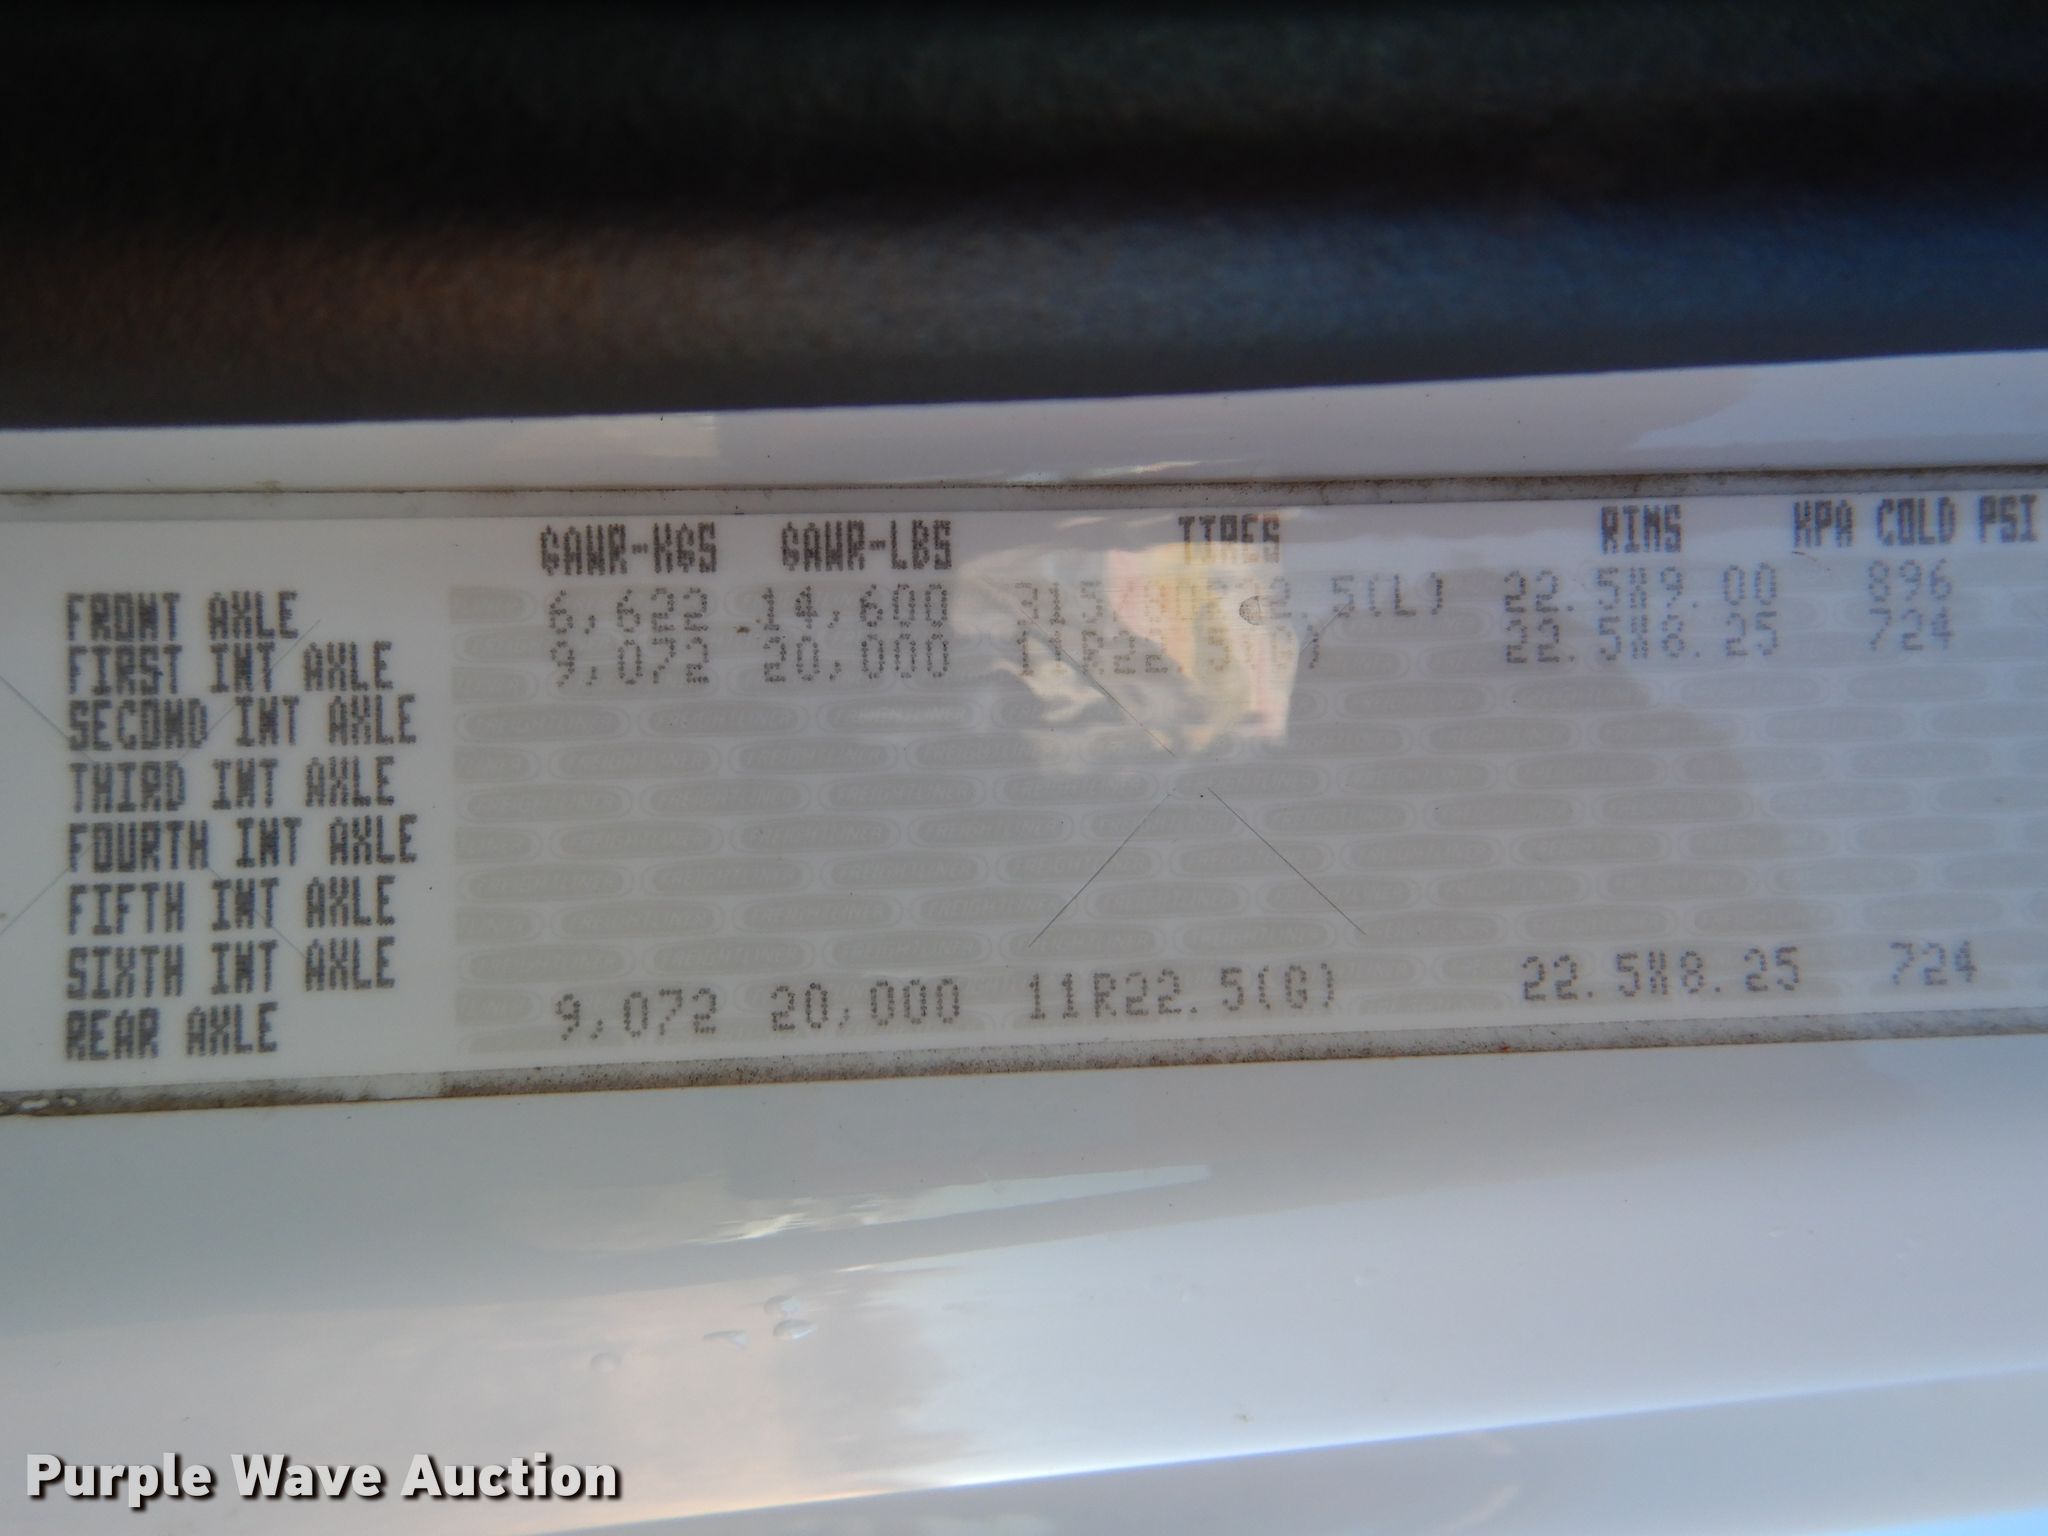 GAWR-KGS GAWR-LBS TIRES RIMS KPA COLD PSI
FRONT AXLE 6,622 14,600 22.5(L) 22.5X9.00 896
FIRST INT AXLE 9,072 20,000 22.5X8.25 724
SECOND INT AXLE
THIRD INT AXLE
FOURTH INT AXLE
FIFTH INT AXLE
SIXTH INT AXLE
REAR AXLE 9,072 20,000 11R22.5(G) 22.5X8.25 724
FREIGHTLINER
Purple Wave Auction